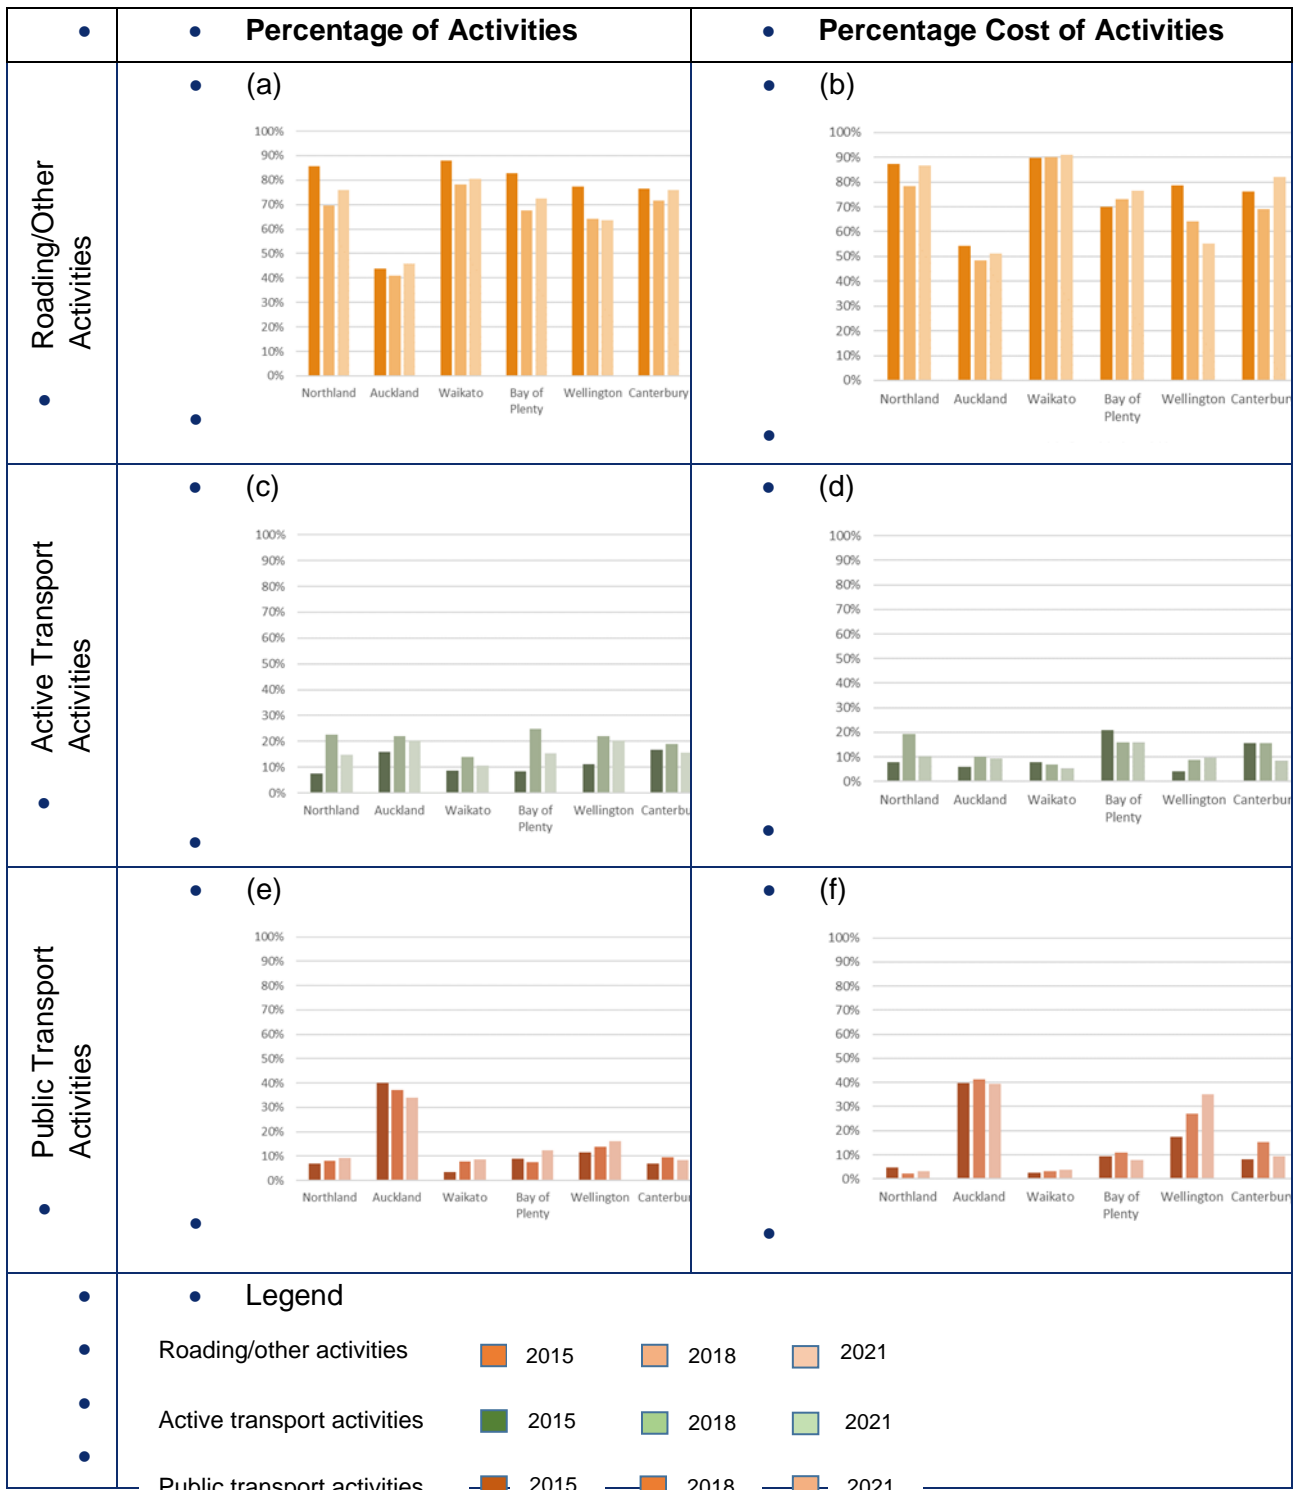 Percentage of Activities
Percentage Cost of Activities
Roading/Other
Activities
(a)
100%
90%
80%
70%
60%
50%
40%
30%
20%
10%
0%
Northland Auckland Waikato Bay of Wellington Canterbury
Plenty
(b)
100%
90%
80%
70%
60%
50%
40%
30%
20%
10%
0%
Northland Auckland Waikato Bay of Wellington Canterbur
Plenty
Active Transport
Activities
(c)
100%
90%
80%
70%
60%
50%
40%
30%
20%
10%
0%
Northland Auckland Waikato Bay of Wellington Canterbu
Plenty
(d)
100%
90%
80%
70%
60%
50%
40%
30%
20%
10%
0%
Northland Auckland Waikato Bay of Wellington Canterbur
Plenty
Public Transport
Activities
(e)
100%
90%
80%
70%
60%
50%
40%
30%
20%
10%
0%
Northland Auckland Waikato Bay of Wellington Canterbur
Plenty
(f)
100%
90%
80%
70%
60%
50%
40%
30%
20%
10%
0%
Northland Auckland Waikato Bay of Wellington Canterbur
Plenty
Legend
Roading/other activities 2015 2018 2021
Active transport activities 2015 2018 2021
Public transport activities 2015 2018 2021